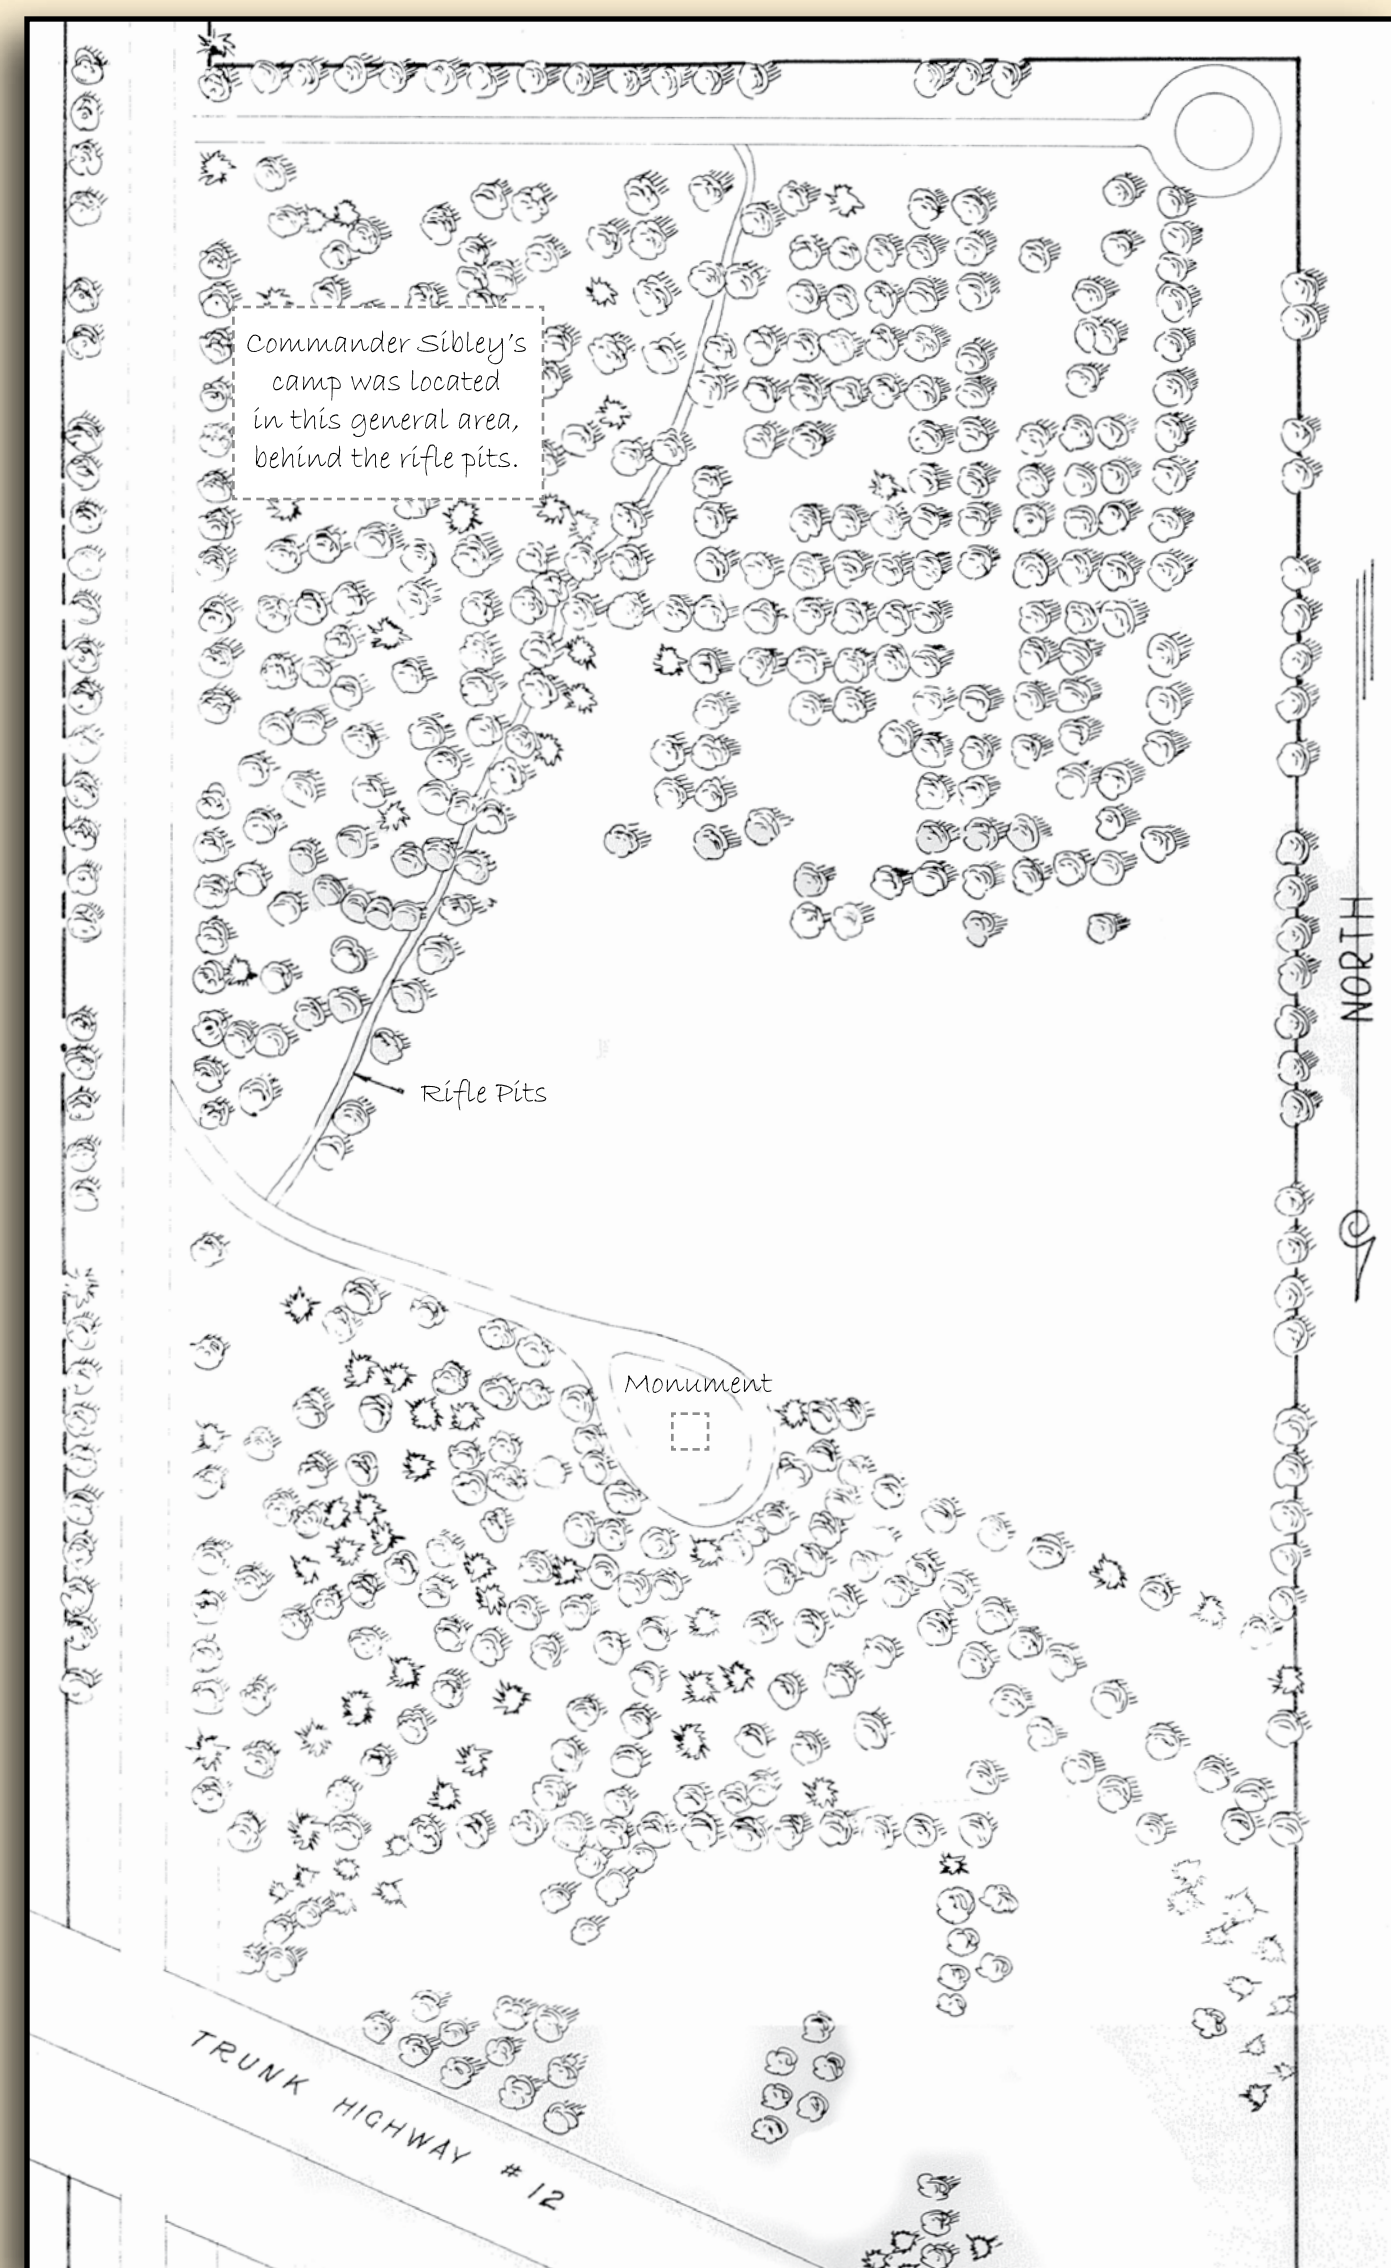 Commander Sibley's
camp was located
in this general area,
behind the rifle pits.
NORTH
Rifle Pits
Monument
TRUNK HIGHWAY #12